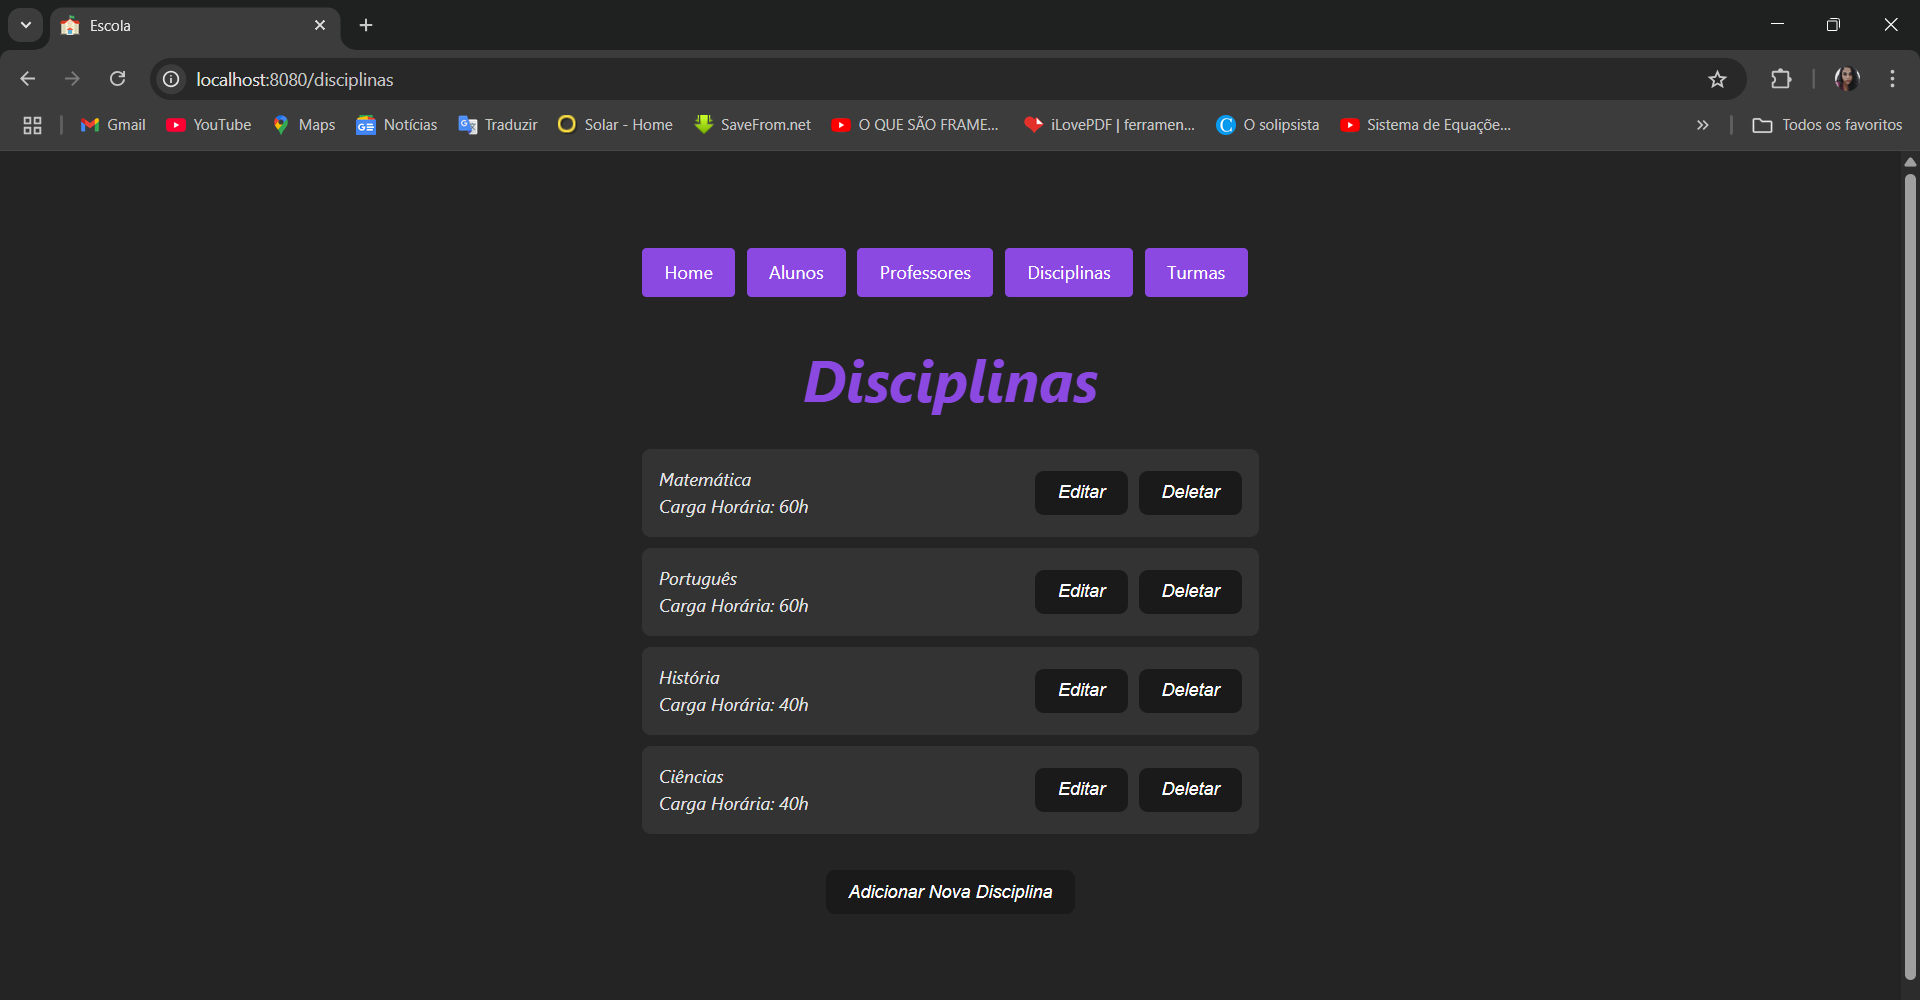 Escola
localhost:8080/disciplinas
Gmail
YouTube
Maps
Notícias
Traduzir
Solar - Home
SaveFrom.net
O QUE SÃO FRAME...
iLovePDF | ferramen...
O solipsista
Sistema de Equaçõe...
Todos os favoritos
Home
Alunos
Professores
Disciplinas
Turmas
Disciplinas
Matemática
Carga Horária: 60h
Editar
Deletar
Português
Carga Horária: 60h
Editar
Deletar
História
Carga Horária: 40h
Editar
Deletar
Ciências
Carga Horária: 40h
Editar
Deletar
Adicionar Nova Disciplina